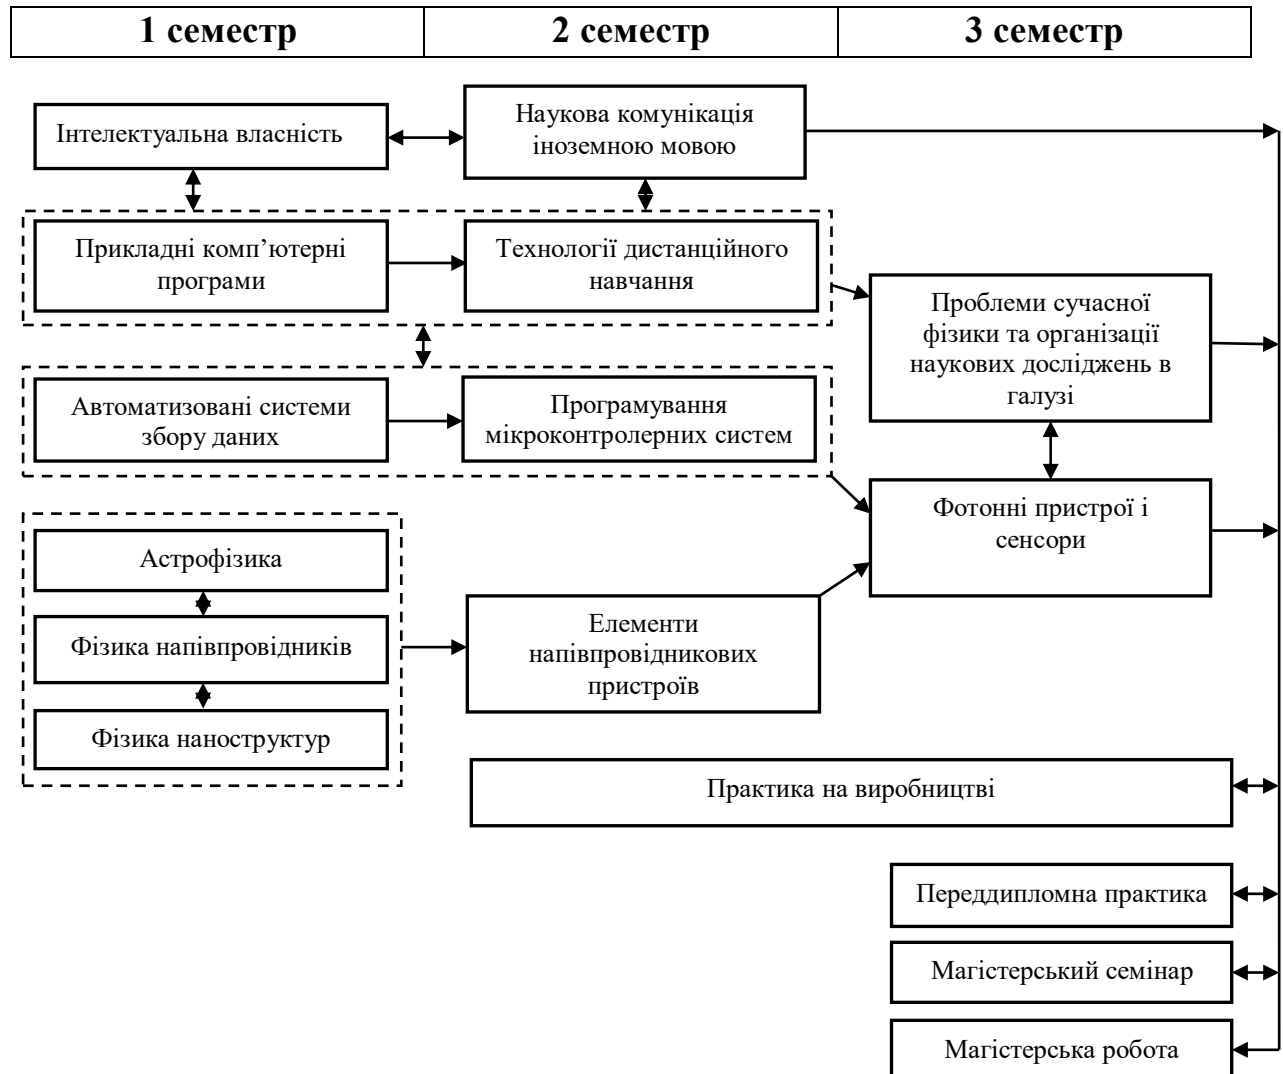 1 семестр
2 семестр
3 семестр
Інтелектуальна власність
Наукова комунікація
іноземною мовою
Прикладні комп’ютерні
програми
Технології дистанційного
навчання
Проблеми сучасної
фізики та організації
наукових досліджень в
галузі
Автоматизовані системи
збору даних
Програмування
мікроконтролерних систем
Фотонні пристрої і
сенсори
Астрофізика
Фізика напівпровідників
Фізика наноструктур
Елементи
напівпровідникових
пристроїв
Практика на виробництві
Переддипломна практика
Магістерський семінар
Магістерська робота